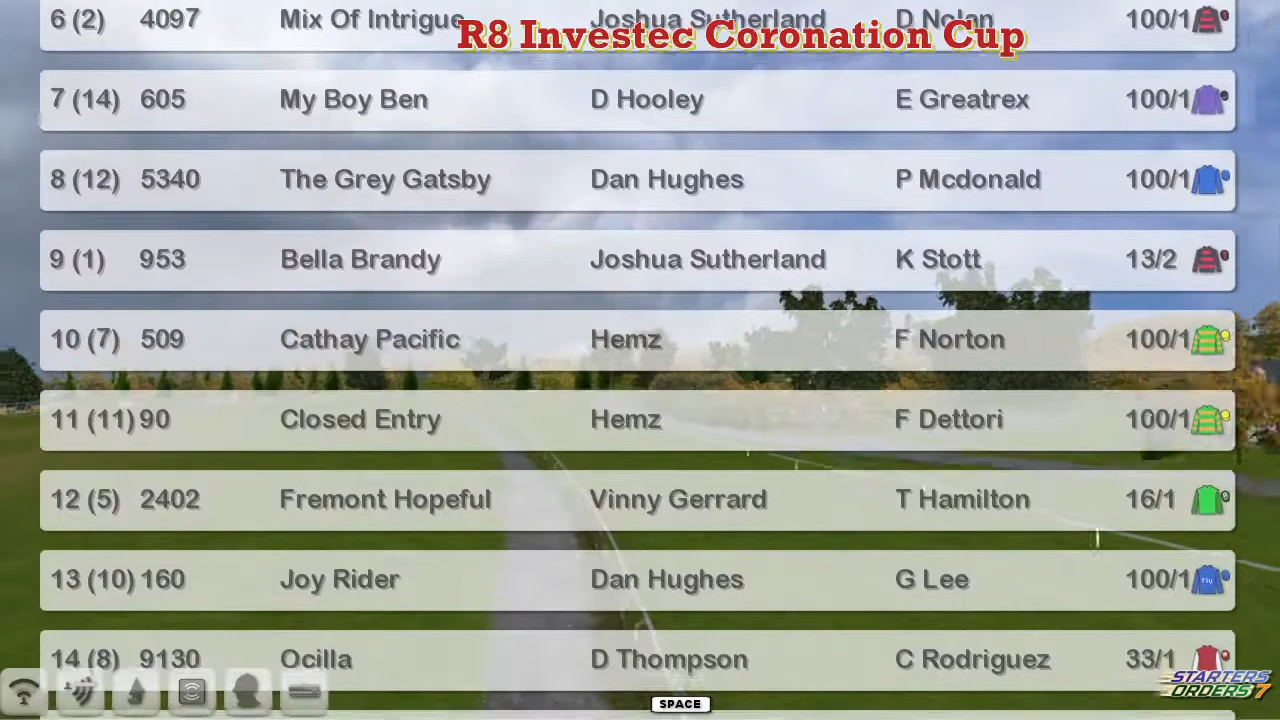 6 (2) 4097 Mix Of Intrigue Joshua Sutherland D Nolan 100/1
R8 Investec Coronation Cup
7 (14) 605 My Boy Ben D Hooley E Greatrex 100/1
8 (12) 5340 The Grey Gatsby Dan Hughes P Mcdonald 100/1
9 (1) 953 Bella Brandy Joshua Sutherland K Stott 13/2
10 (7) 509 Cathay Pacific Hemz F Norton 100/1
11 (11) 90 Closed Entry Hemz F Dettori 100/1
12 (5) 2402 Fremont Hopeful Vinny Gerrard T Hamilton 16/1
13 (10) 160 Joy Rider Dan Hughes G Lee 100/1
Fly
14 (8) 9130 Ocilla D Thompson C Rodriguez 33/1
STARTERS
ORDERS 7
SPACE